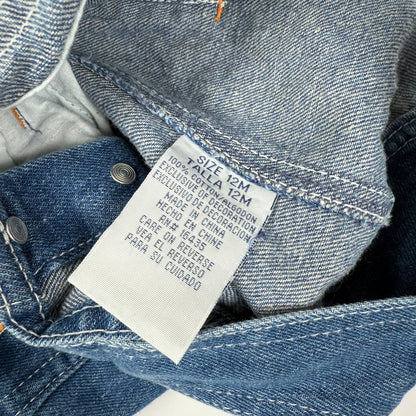 SIZE 12M
TALLA 12M
100% COTTON/ALGODON
EXCLUSIVE OF DECORATION
EXCLUSIVO DE DECORACION
MADE IN CHINA
HECHO EN CHINA
RN# 18435
CARE ON REVERSE
VEA EL REVERSO
PARA SU CUIDADO